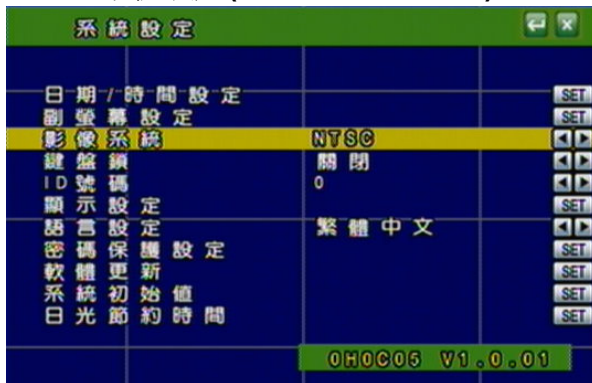 系統設定
日期/時間設定 SET
副螢幕設定 SET
影像系統 NTSC
鍵盤鎖 關閉
ID號碼 0
顯示設定 SET
語言設定 繁體中文
密碼保護設定 SET
軟體更新 SET
系統初始值 SET
日光節約時間 SET
0H0C05 V1.0.01